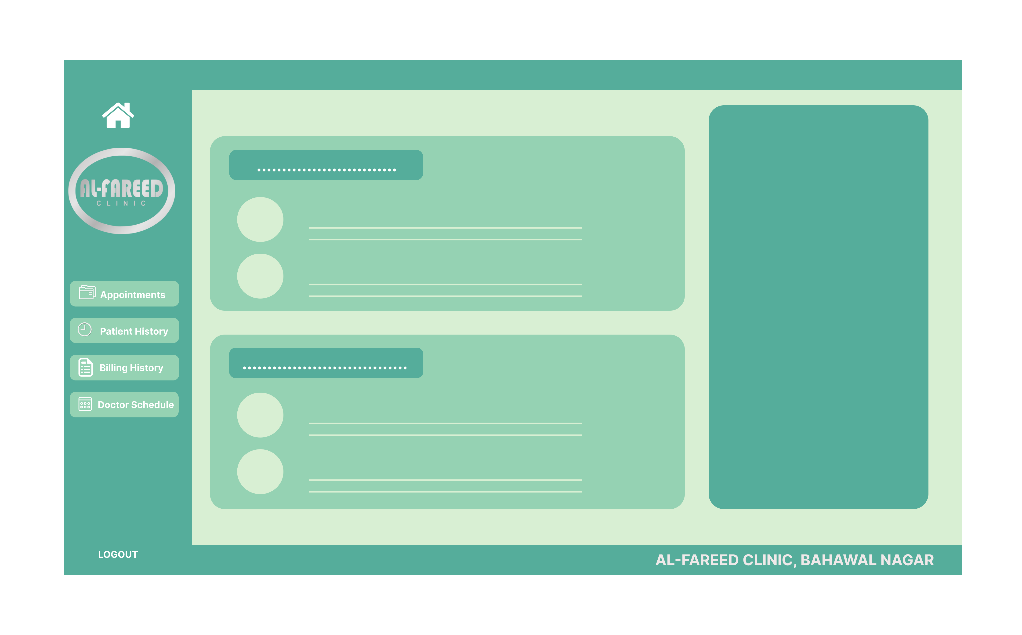 AL-FAREED
CLINIC
Appointments
Patient History
Billing History
Doctor Schedule
LOGOUT
AL-FAREED CLINIC, BAHAWAL NAGAR